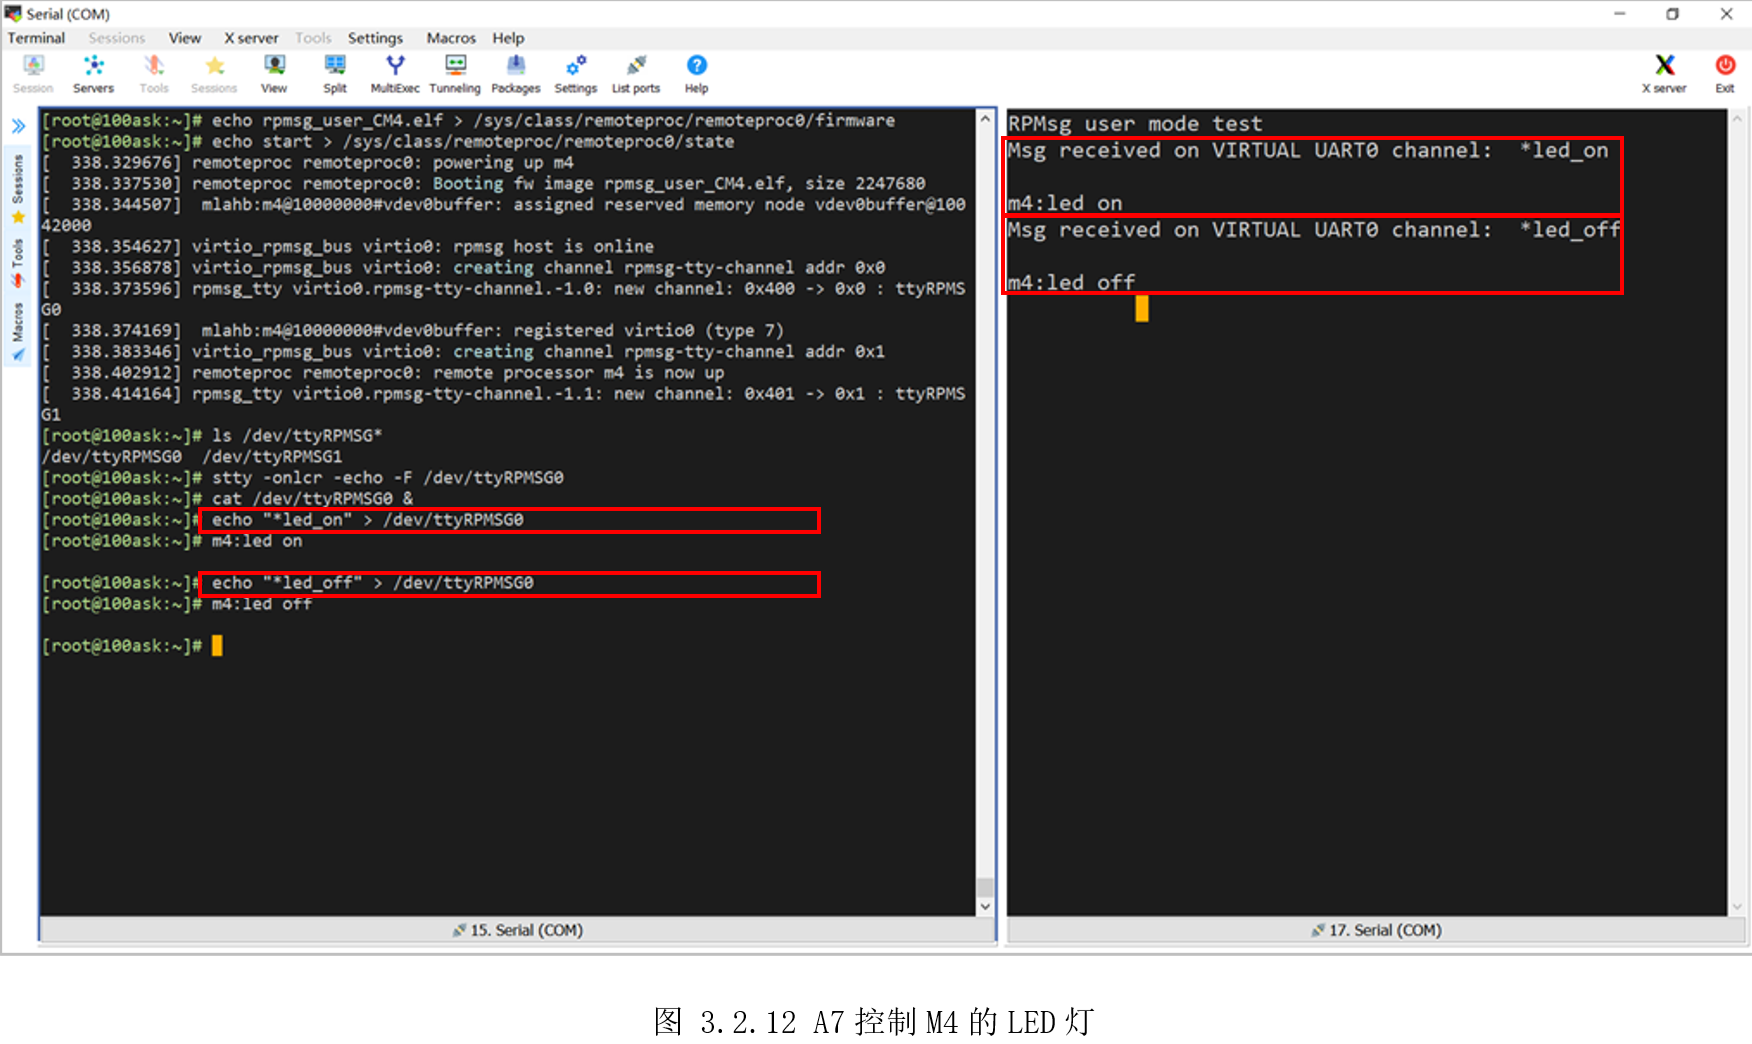 Serial (COM)
Terminal Sessions View X server Tools Settings Macros Help
Session Servers Tools Sessions View Split MultiExec Tunneling Packages Settings List ports Help X server Exit
Sessions
Tools
Macros
[root@100ask:~]# echo rpmsg_user_CM4.elf > /sys/class/remoteproc/remoteproc0/firmware
[root@100ask:~]# echo start > /sys/class/remoteproc/remoteproc0/state
[  338.329676] remoteproc remoteproc0: powering up m4
[  338.337530] remoteproc remoteproc0: Booting fw image rpmsg_user_CM4.elf, size 2247680
[  338.344507]  mlahb:m4@10000000#vdev0buffer: assigned reserved memory node vdev0buffer@100
42000
[  338.354627] virtio_rpmsg_bus virtio0: rpmsg host is online
[  338.356878] virtio_rpmsg_bus virtio0: creating channel rpmsg-tty-channel addr 0x0
[  338.373596] rpmsg_tty virtio0.rpmsg-tty-channel.-1.0: new channel: 0x400 -> 0x0 : ttyRPMS
G0
[  338.374169]  mlahb:m4@10000000#vdev0buffer: registered virtio0 (type 7)
[  338.383346] virtio_rpmsg_bus virtio0: creating channel rpmsg-tty-channel addr 0x1
[  338.402912] remoteproc remoteproc0: remote processor m4 is now up
[  338.414164] rpmsg_tty virtio0.rpmsg-tty-channel.-1.1: new channel: 0x401 -> 0x1 : ttyRPMS
G1
[root@100ask:~]# ls /dev/ttyRPMSG*
/dev/ttyRPMSG0  /dev/ttyRPMSG1
[root@100ask:~]# stty -onlcr -echo -F /dev/ttyRPMSG0
[root@100ask:~]# cat /dev/ttyRPMSG0 &
[root@100ask:~]# echo "*led_on" > /dev/ttyRPMSG0
[root@100ask:~]# m4:led on
[root@100ask:~]# echo "*led_off" > /dev/ttyRPMSG0
[root@100ask:~]# m4:led off
[root@100ask:~]#
15. Serial (COM)
RPMsg user mode test
Msg received on VIRTUAL UART0 channel:  *led_on
m4:led on
Msg received on VIRTUAL UART0 channel:  *led_off
m4:led off
17. Serial (COM)
图 3.2.12 A7 控制 M4 的 LED 灯